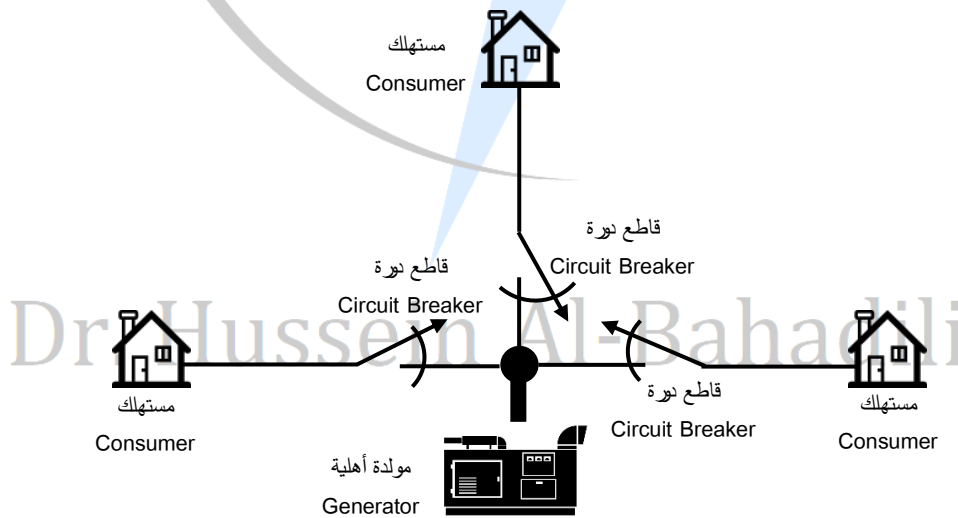 مستهلك
Consumer
قاطع دورة
Circuit Breaker
قاطع دورة
Circuit Breaker
Dr. Hussein Al-Bahadili
قاطع دورة
Circuit Breaker
مستهلك
Consumer
مستهلك
Consumer
مولدة أهلية
Generator